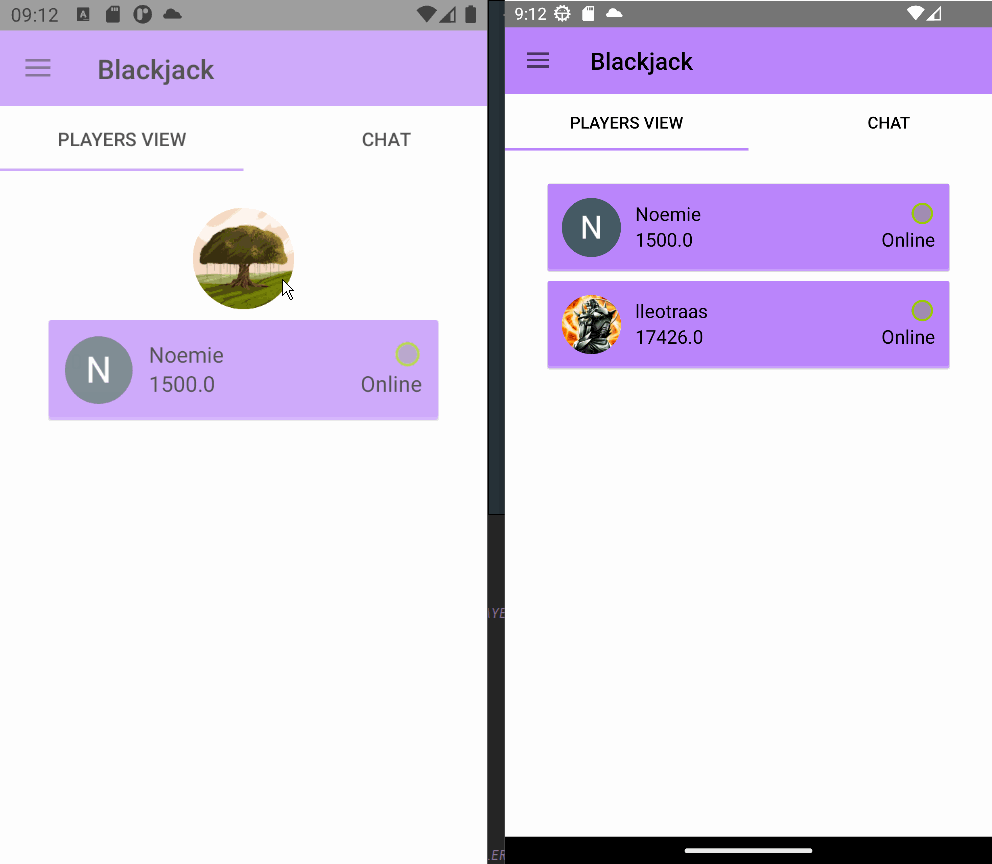 09:12
Blackjack
PLAYERS VIEW
CHAT
N
Noemie
1500.0
Online
9:12
Blackjack
PLAYERS VIEW
CHAT
N
Noemie
1500.0
Online
lleotraas
17426.0
Online